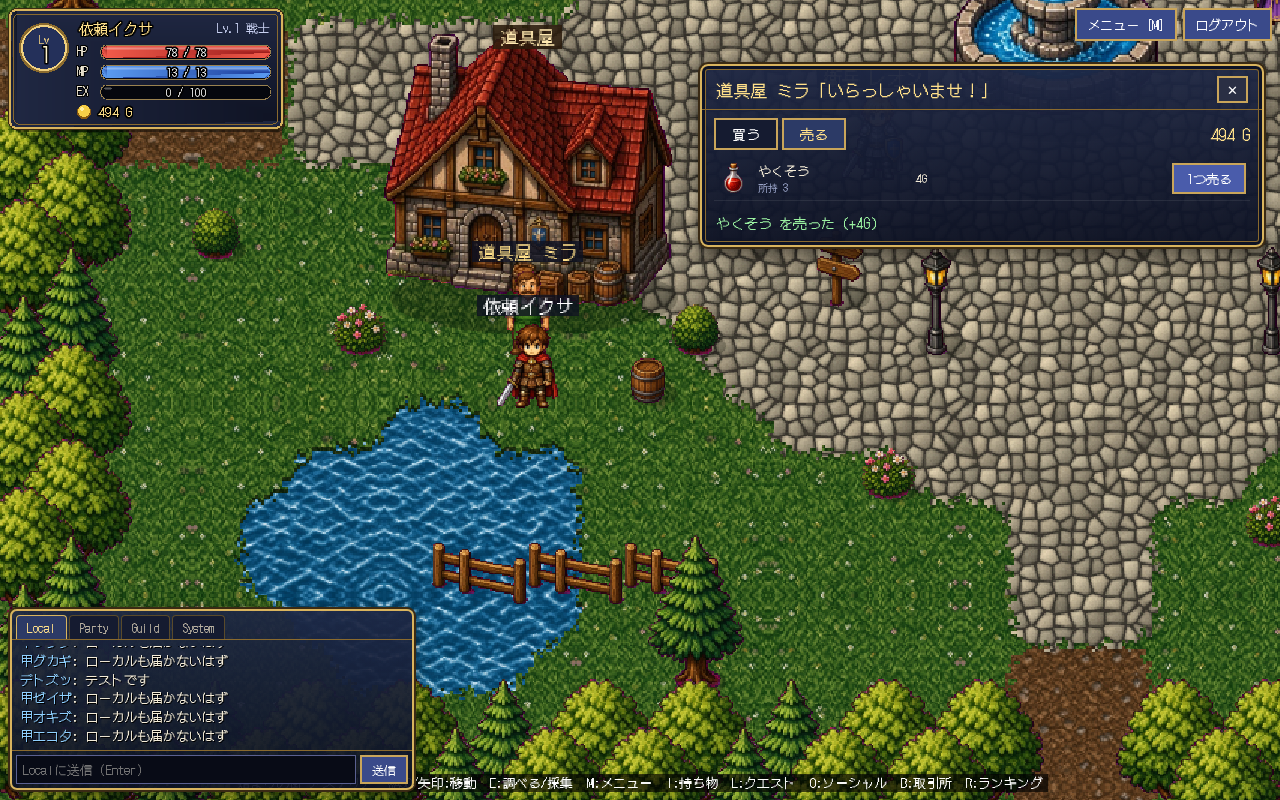 Lv
1
依頼イクサ
Lv.1 戦士
HP
78 / 78
MP
13 / 13
EX
0 / 100
494 G
道具屋
メニュー [M]
ログアウト
道具屋 ミラ「いらっしゃいませ！」
×
買う
売る
494 G
やくそう
所持 3
4G
1つ売る
やくそう を売った (+4G)
道具屋 ミラ
依頼イクサ
Local
Party
Guild
System
甲グカギ: ローカルも届かないはず
デトズッ: テストです
甲ゼイザ: ローカルも届かないはず
甲オキズ: ローカルも届かないはず
甲エコタ: ローカルも届かないはず
Localに送信 (Enter)
送信
矢印:移動 E:調べる/採集 M:メニュー I:持ち物 L:クエスト O:ソーシャル B:取引所 R:ランキング